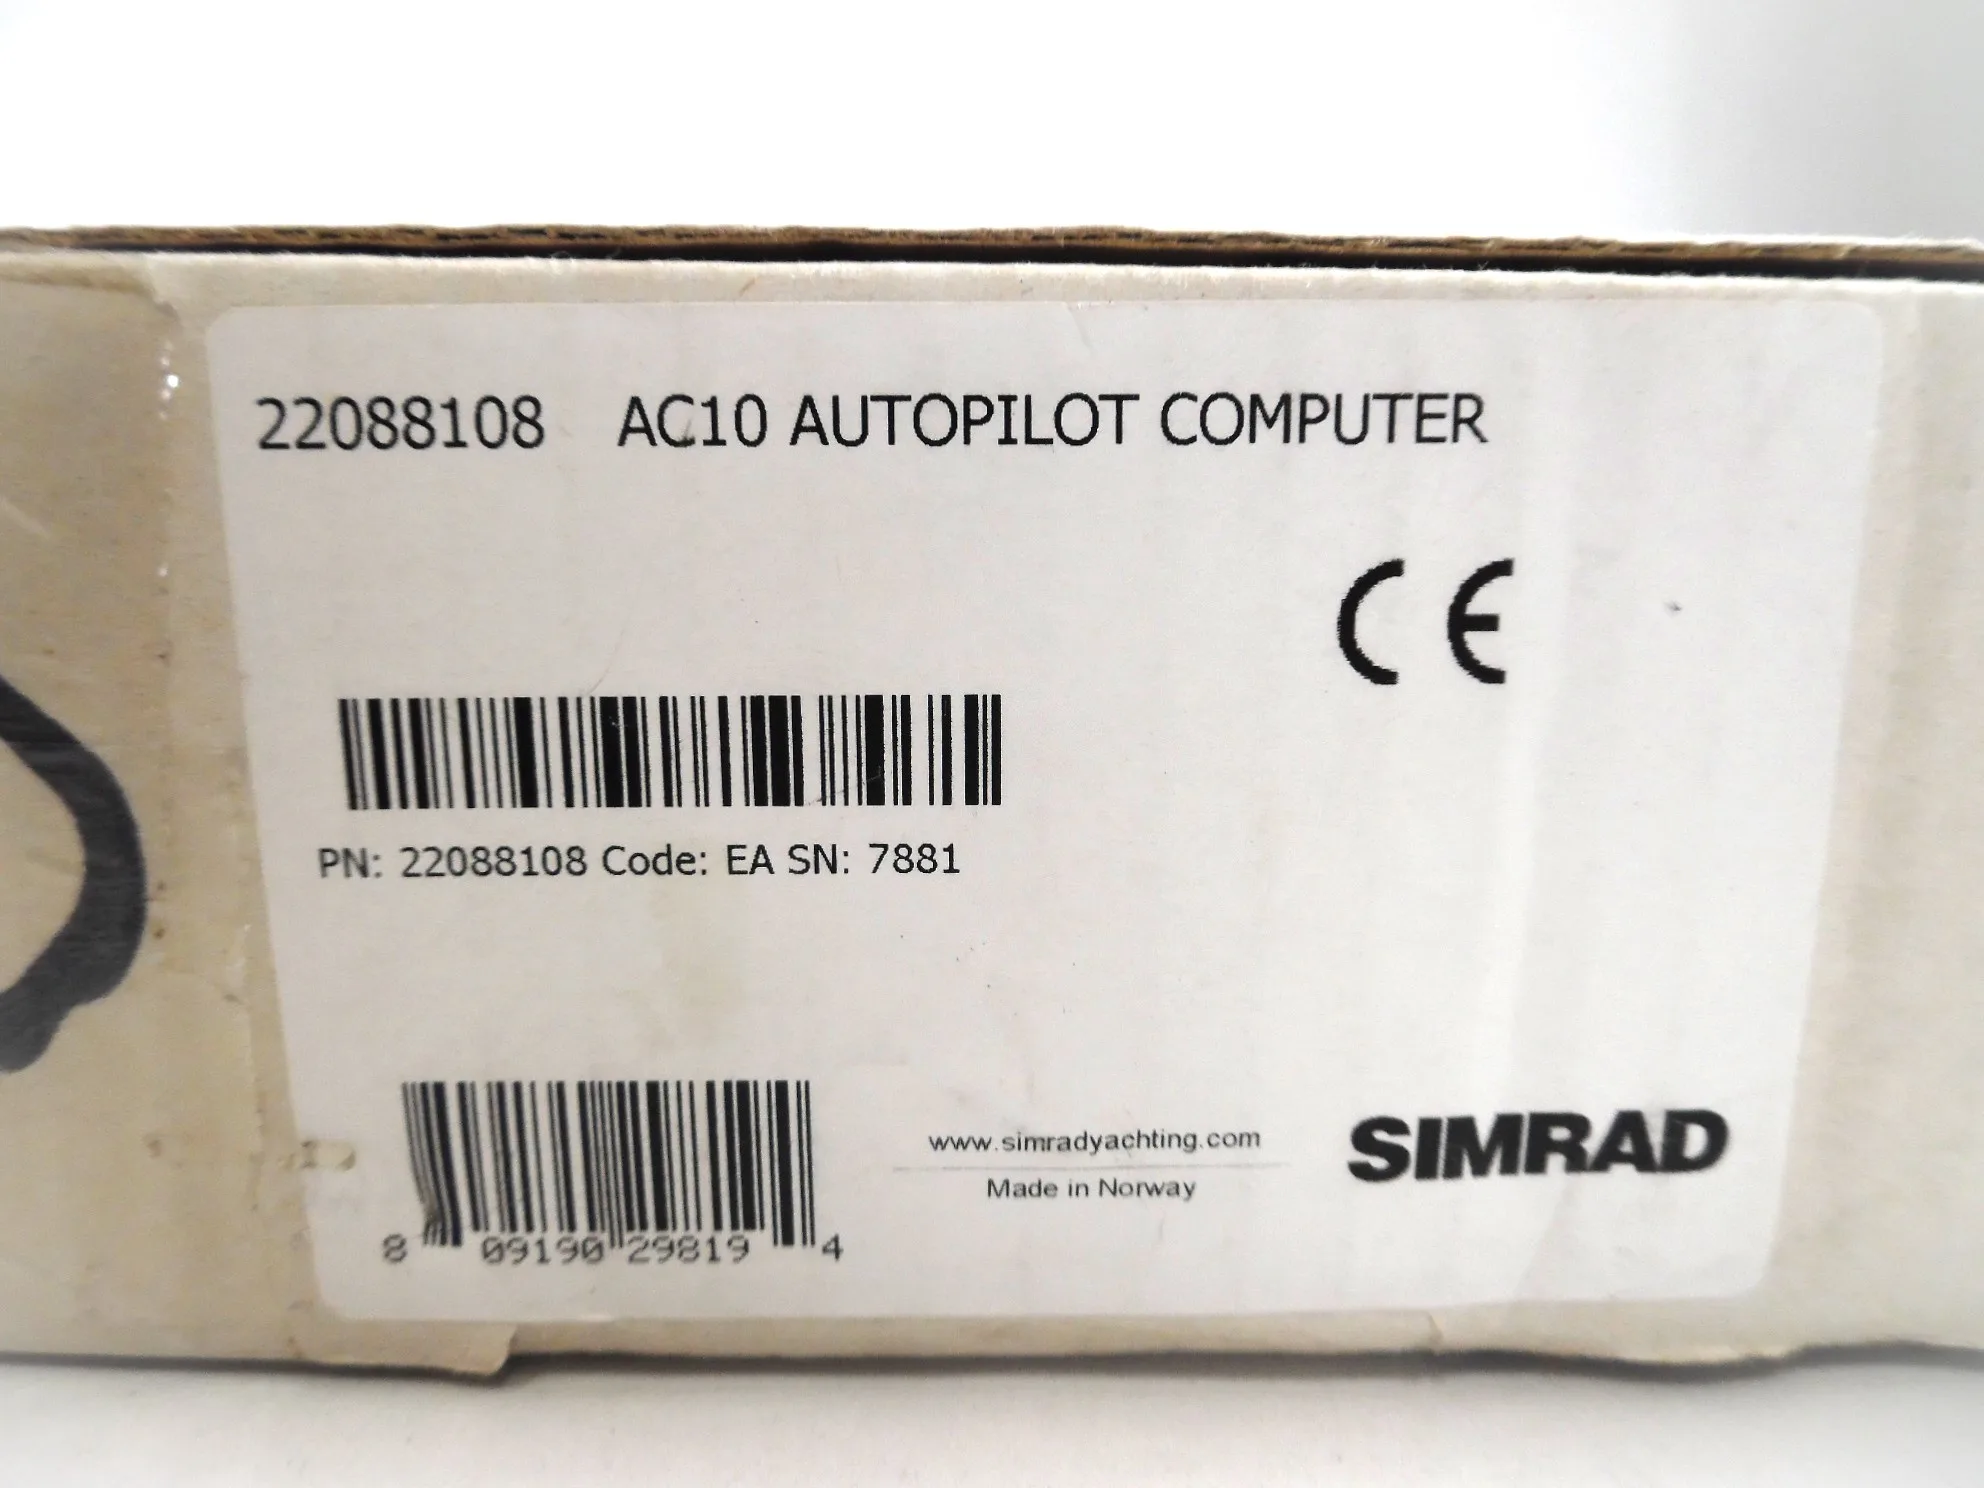 22088108 AC10 AUTOPILOT COMPUTER
CE
PN: 22088108 Code: EA SN: 7881
8 09190 29819 4
www.simradyachting.com
Made in Norway
SIMRAD